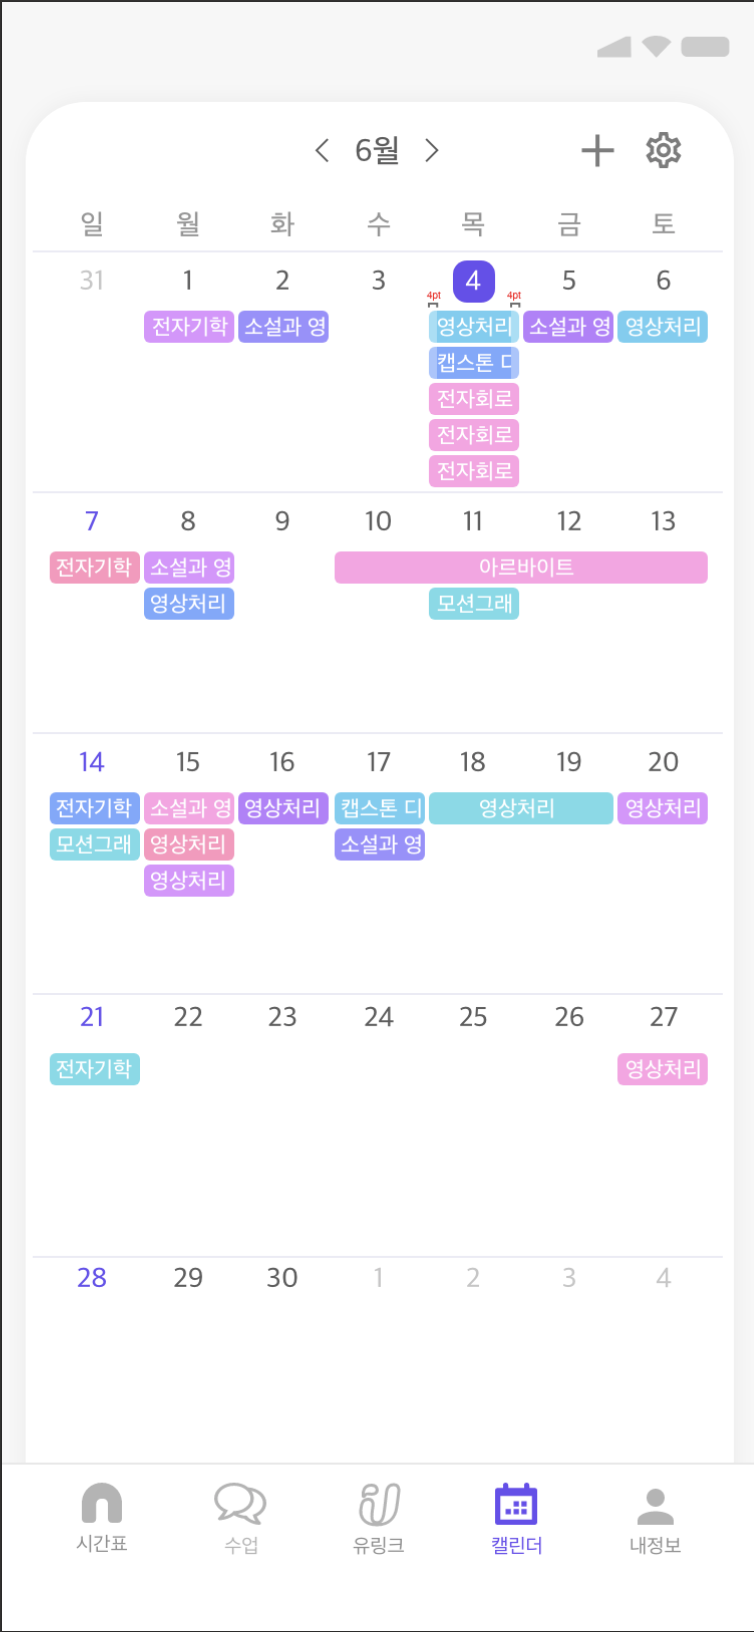 6월
일 월 화 수 목 금 토
31 1 2 3 4 5 6
4pt 4pt
전자기학 소설과 영 영상처리 소설과 영 영상처리
캡스톤 디
전자회로
전자회로
전자회로
7 8 9 10 11 12 13
전자기학 소설과 영 아르바이트
영상처리 모션그래
14 15 16 17 18 19 20
전자기학 소설과 영 영상처리 캡스톤 디 영상처리 영상처리
모션그래 영상처리 소설과 영
영상처리
21 22 23 24 25 26 27
전자기학 영상처리
28 29 30 1 2 3 4
시간표 수업 유링크 캘린더 내정보